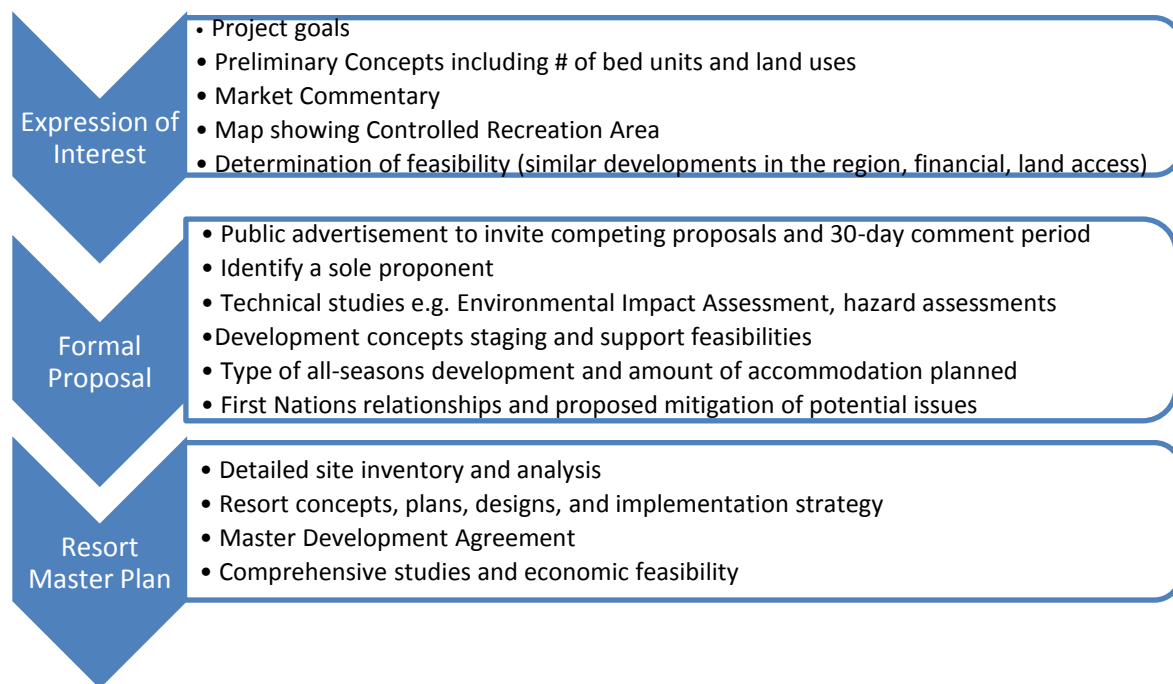 Expression of
Interest
• Project goals
• Preliminary Concepts including # of bed units and land uses
• Market Commentary
• Map showing Controlled Recreation Area
• Determination of feasibility (similar developments in the region, financial, land access)
Formal
Proposal
• Public advertisement to invite competing proposals and 30-day comment period
• Identify a sole proponent
• Technical studies e.g. Environmental Impact Assessment, hazard assessments
•Development concepts staging and support feasibilities
• Type of all-seasons development and amount of accommodation planned
• First Nations relationships and proposed mitigation of potential issues
Resort
Master Plan
• Detailed site inventory and analysis
• Resort concepts, plans, designs, and implementation strategy
• Master Development Agreement
• Comprehensive studies and economic feasibility